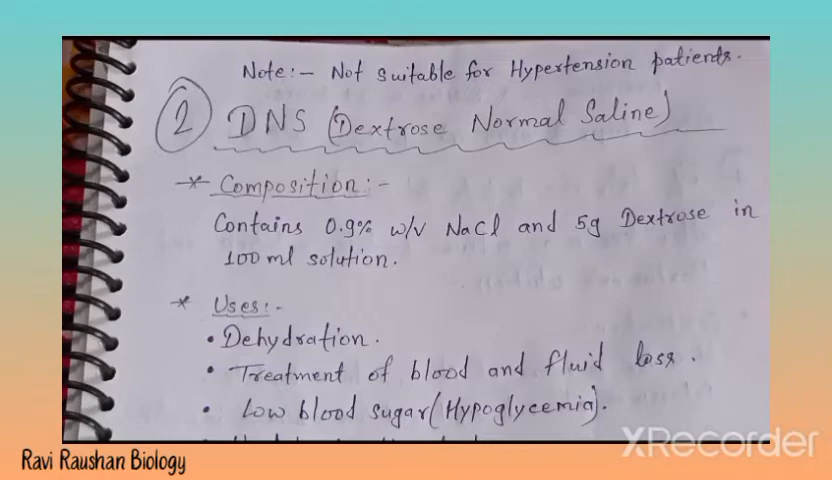 Note:- Not suitable for Hypertension patients.
2 DNS (Dextrose Normal Saline)
* Composition:-
Contains 0.9% w/v NaCl and 5g Dextrose in
100 ml solution.
* Uses:-
• Dehydration.
• Treatment of blood and fluid loss.
• Low blood sugar (Hypoglycemia).
XRecorder
Ravi Raushan Biology